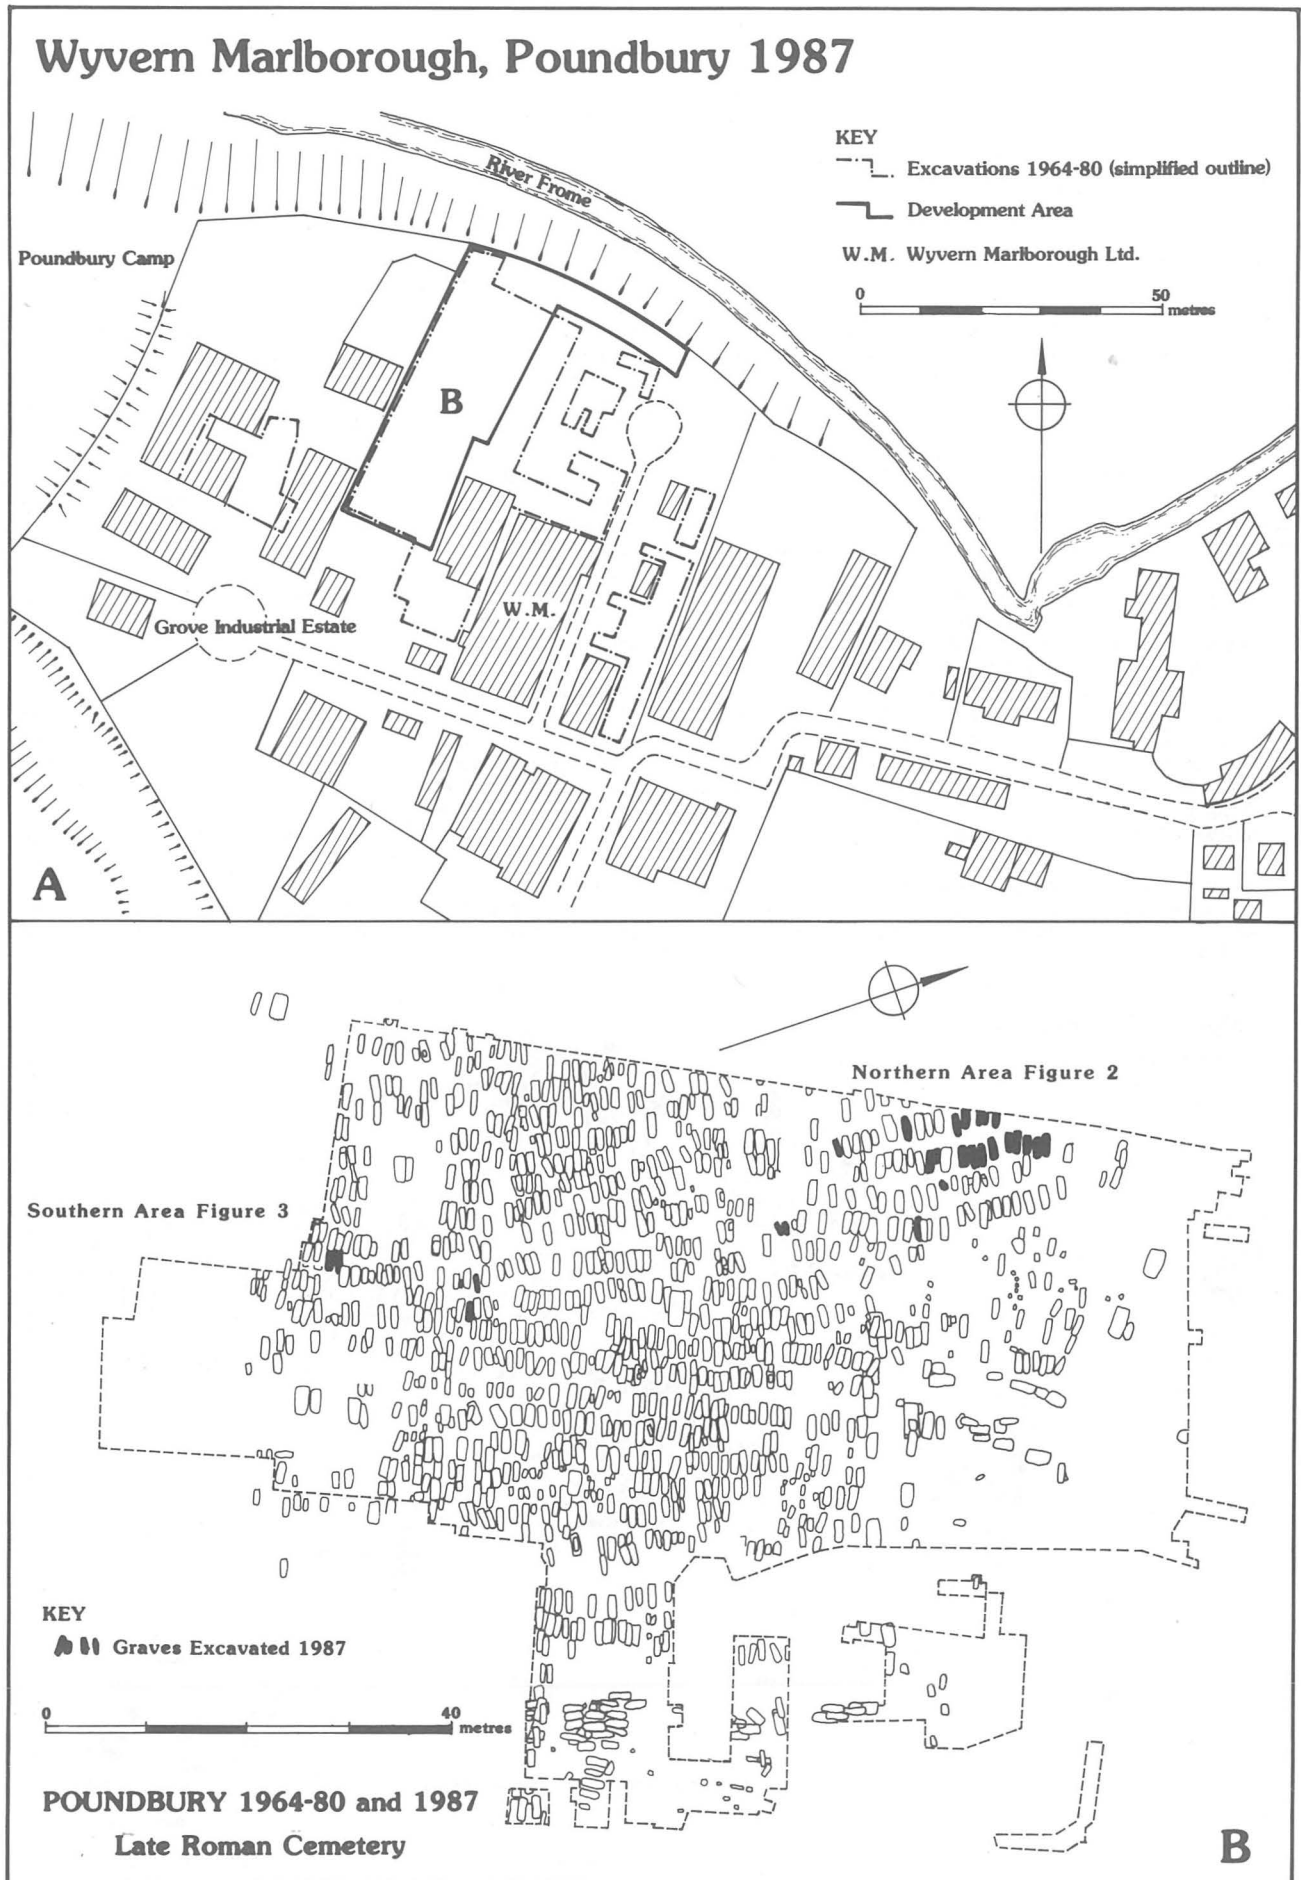 Wyvern Marlborough, Poundbury 1987
KEY
Excavations 1964-80 (simplified outline)
Development Area
W.M. Wyvern Marlborough Ltd.
0 50
metres
River Frome
Poundbury Camp
B
W.M.
Grove Industrial Estate
A
Northern Area Figure 2
Southern Area Figure 3
KEY
Graves Excavated 1987
0 40
metres
POUNDBURY 1964-80 and 1987
Late Roman Cemetery
B